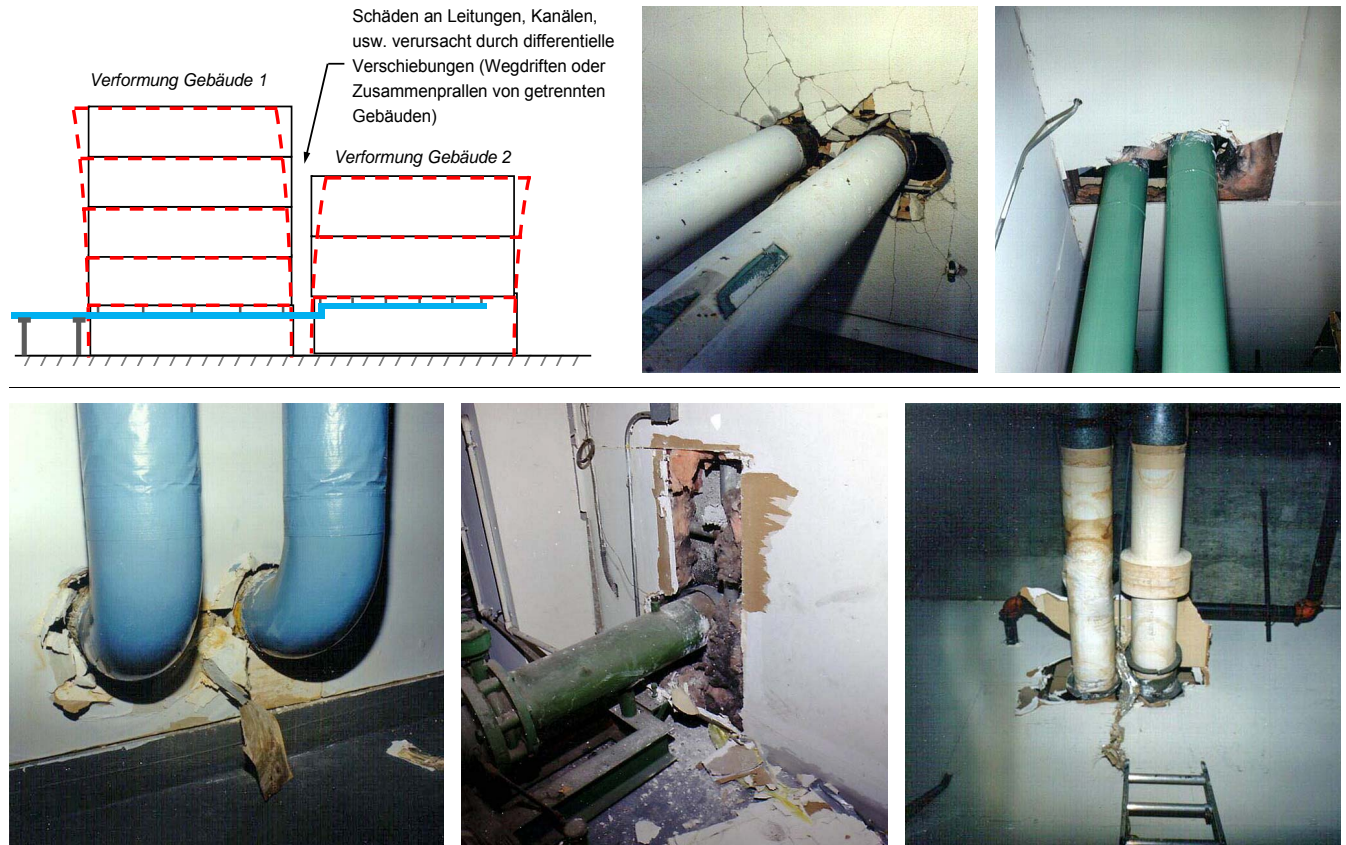 Schäden an Leitungen, Kanälen,
usw. verursacht durch differentielle
Verschiebungen (Wegdriften oder
Zusammenprallen von getrennten
Gebäuden)
Verformung Gebäude 1
Verformung Gebäude 2